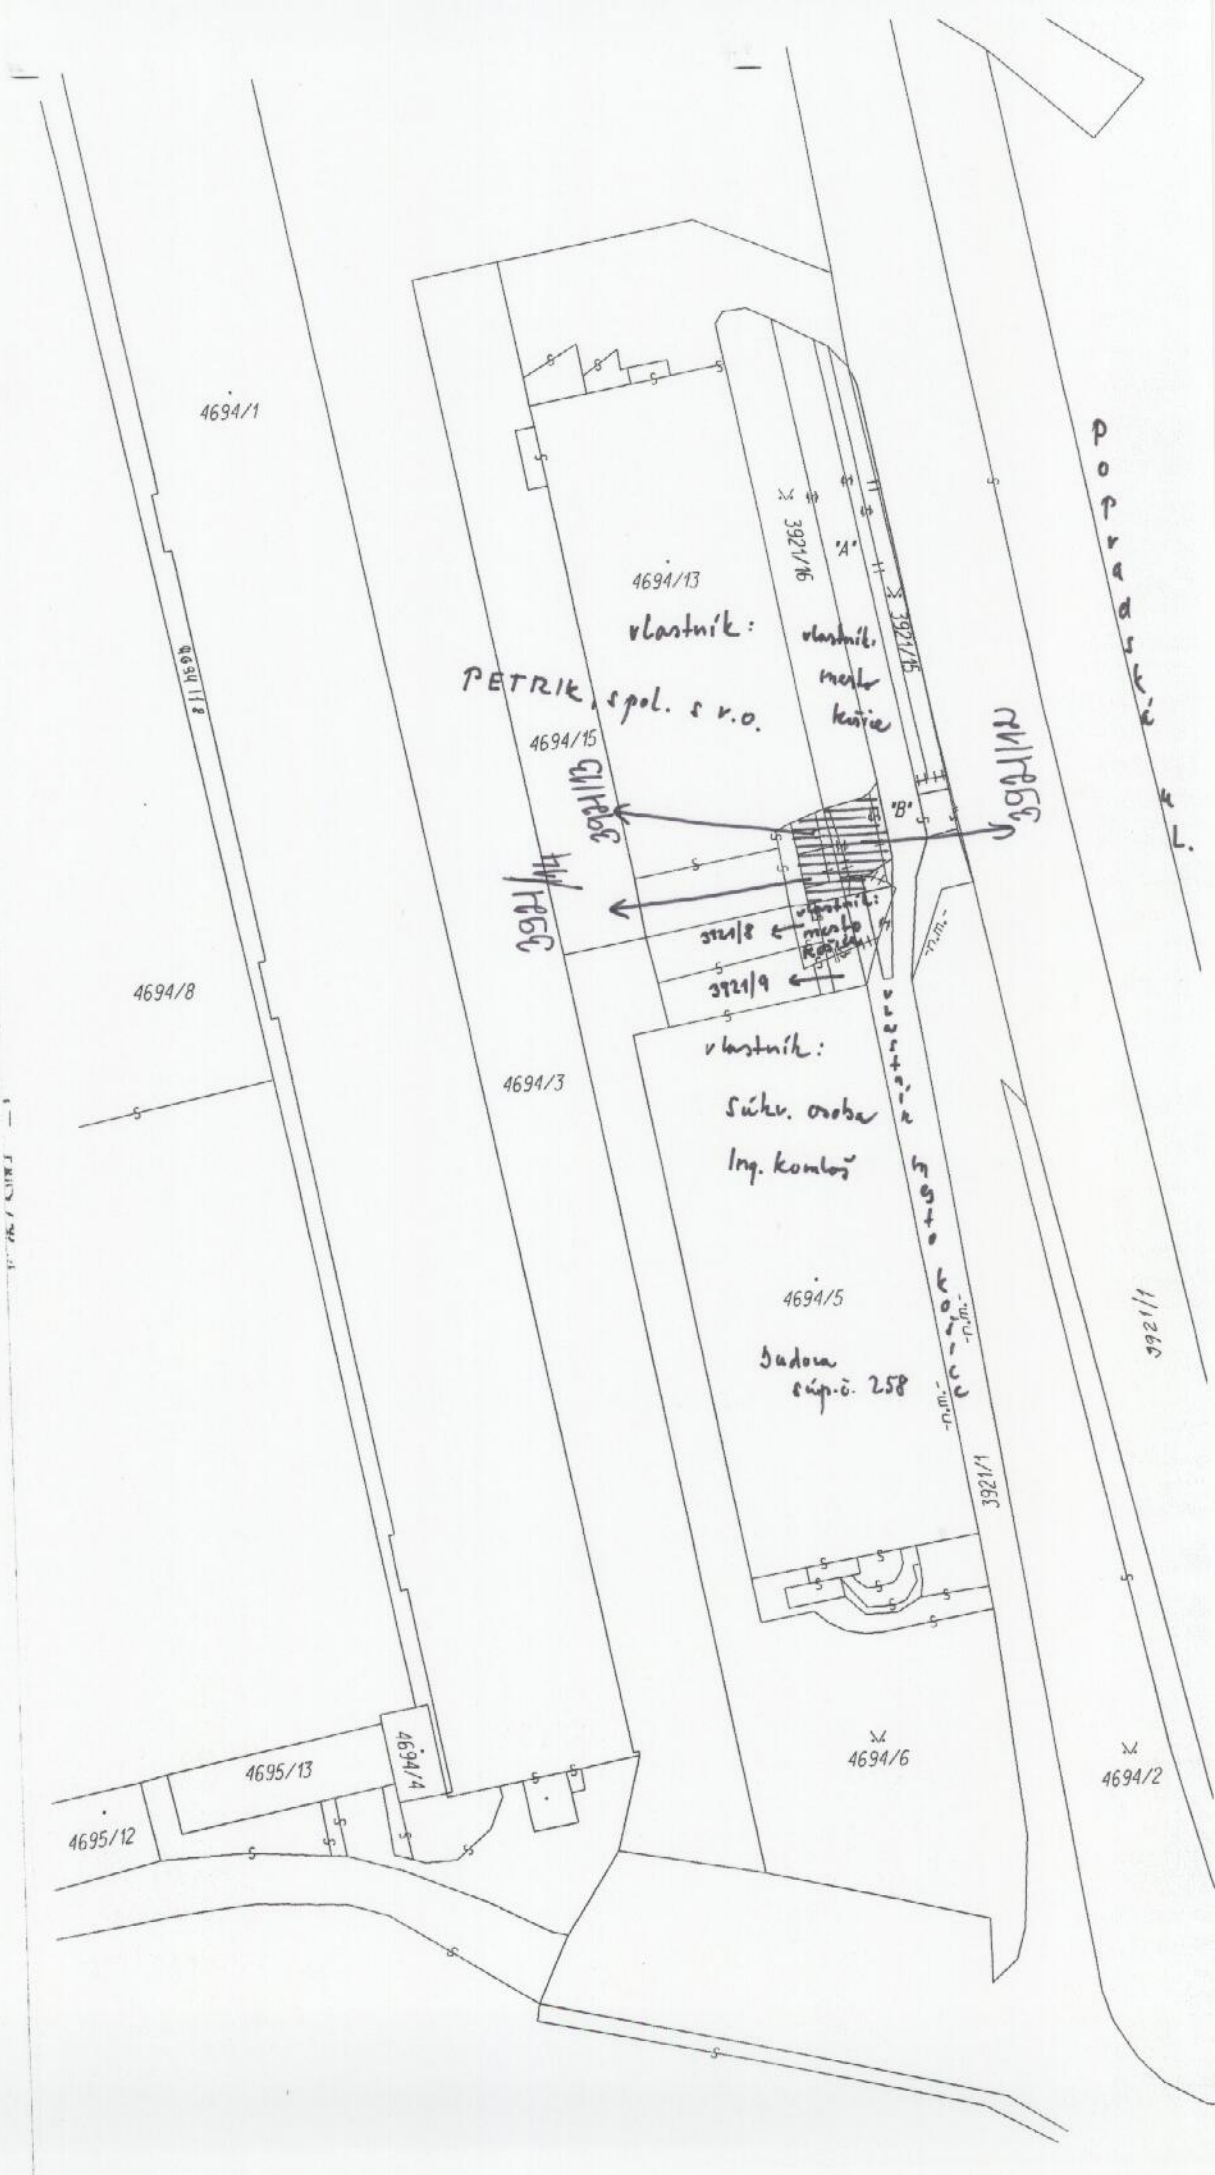 4694/1
4694/8
4694/3
4694/13
vlastník:
PETRIK, spol. s r.o.
4694/15
3921/16
"A"
3921/15
vlastník:
mesto
Košice
"B"
3921/13
3921/14
3921/12
3921/8
3921/9
vlastník:
mesto
Košice
vlastník:
Súkr. osoba
Ing. Komloš
4694/5
budova
súp.č. 258
vlastník mesto Košice
-n.m.-
-n.m.-
-n.m.-
3921/1
3921/1
Popradská ul.
4694/6
4694/2
4695/13
4694/4
4695/12